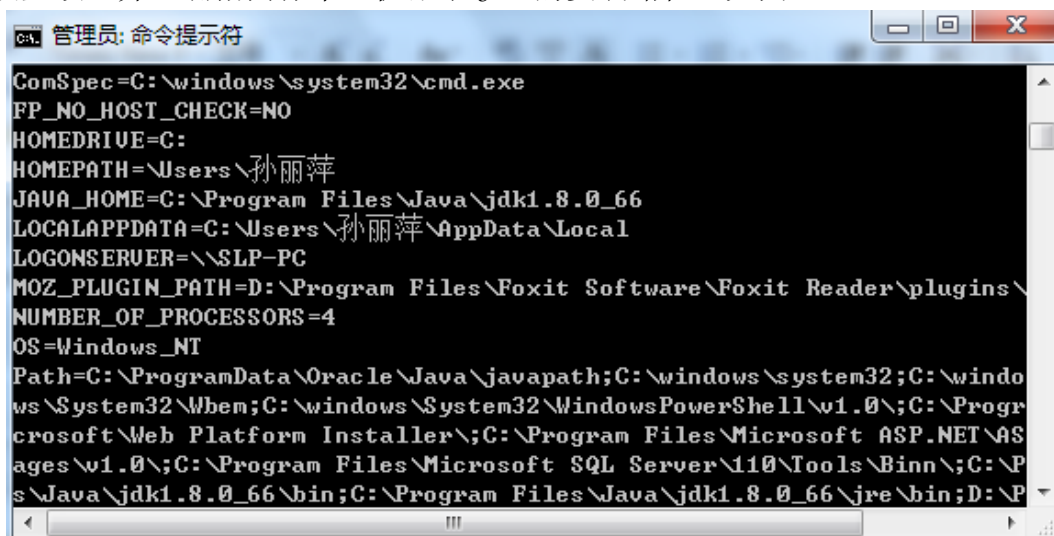 管理员: 命令提示符
ComSpec=C:\windows\system32\cmd.exe
FP_NO_HOST_CHECK=NO
HOMEDRIVE=C:
HOMEPATH=\Users\孙丽萍
JAVA_HOME=C:\Program Files\Java\jdk1.8.0_66
LOCALAPPDATA=C:\Users\孙丽萍\AppData\Local
LOGONSERVER=\\SLP-PC
MOZ_PLUGIN_PATH=D:\Program Files\Foxit Software\Foxit Reader\plugins\
NUMBER_OF_PROCESSORS=4
OS=Windows_NT
Path=C:\ProgramData\Oracle\Java\javapath;C:\windows\system32;C:\windo
ws\System32\Wbem;C:\windows\System32\WindowsPowerShell\v1.0\;C:\Progr
crosoft\Web Platform Installer\;C:\Program Files\Microsoft ASP.NET\AS
ages\v1.0\;C:\Program Files\Microsoft SQL Server\110\Tools\Binn\;C:\P
s\Java\jdk1.8.0_66\bin;C:\Program Files\Java\jdk1.8.0_66\jre\bin;D:\P